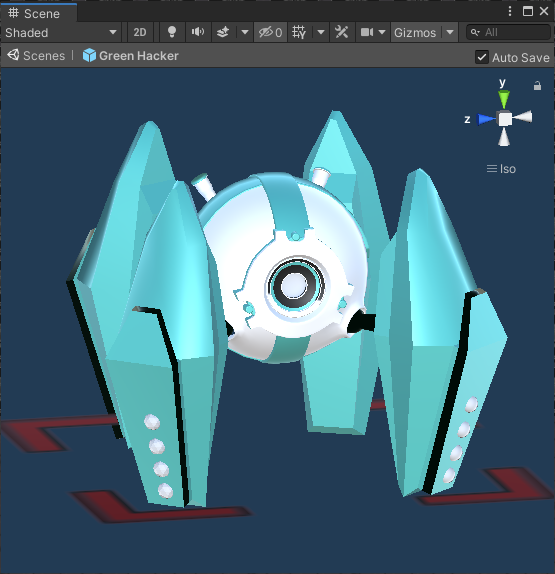 Scene
Shaded 2D 0 Gizmos All
Scenes Green Hacker Auto Save
y
z
Iso